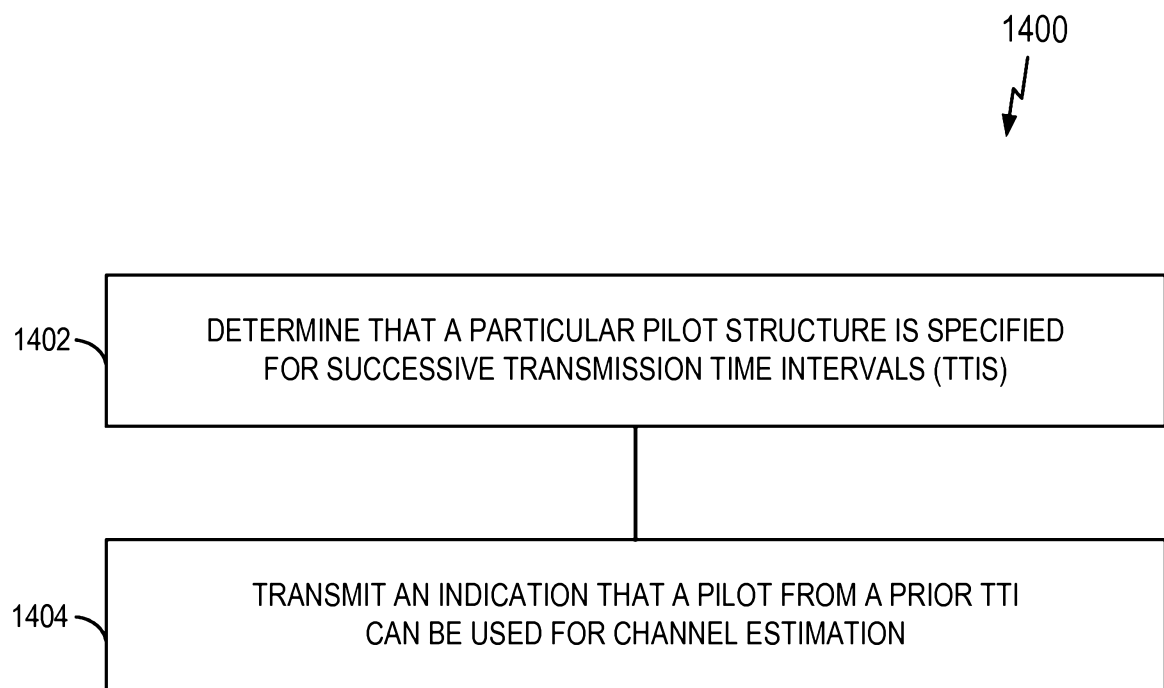 1400
1402
DETERMINE THAT A PARTICULAR PILOT STRUCTURE IS SPECIFIED
FOR SUCCESSIVE TRANSMISSION TIME INTERVALS (TTIS)
1404
TRANSMIT AN INDICATION THAT A PILOT FROM A PRIOR TTI
CAN BE USED FOR CHANNEL ESTIMATION